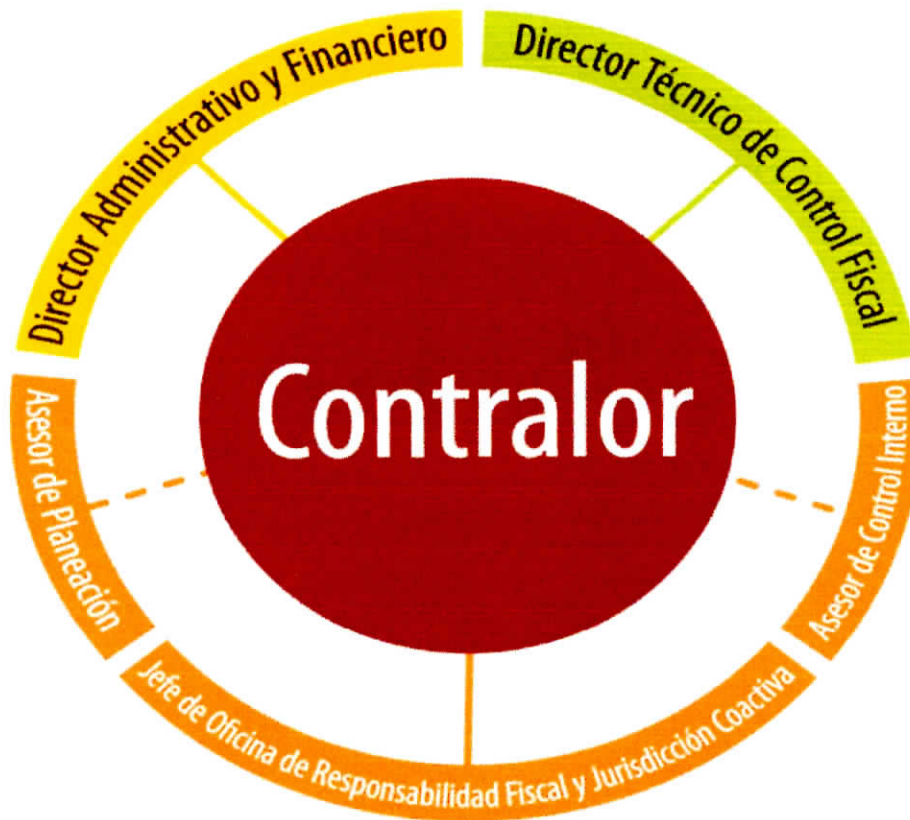 Director Administrativo y Financiero
Director Técnico de Control Fiscal
Contralor
Asesor de Planeación
Asesor de Control Interno
Jefe de Oficina de Responsabilidad Fiscal y Jurisdicción Coactiva